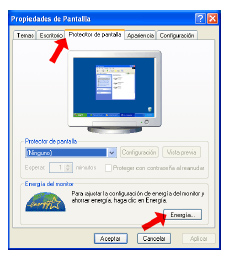 Propiedades de Pantalla
Temas Escritorio Protector de pantalla Apariencia Configuración
Protector de pantalla
(Ninguno) Configuración Vista previa
Esperar 1 minutos Proteger con contraseña al reanudar
Energía del monitor
Para ajustar la configuración de energía del monitor y
ahorrar energía, haga clic en Energía.
Energía...
Aceptar Cancelar Aplicar